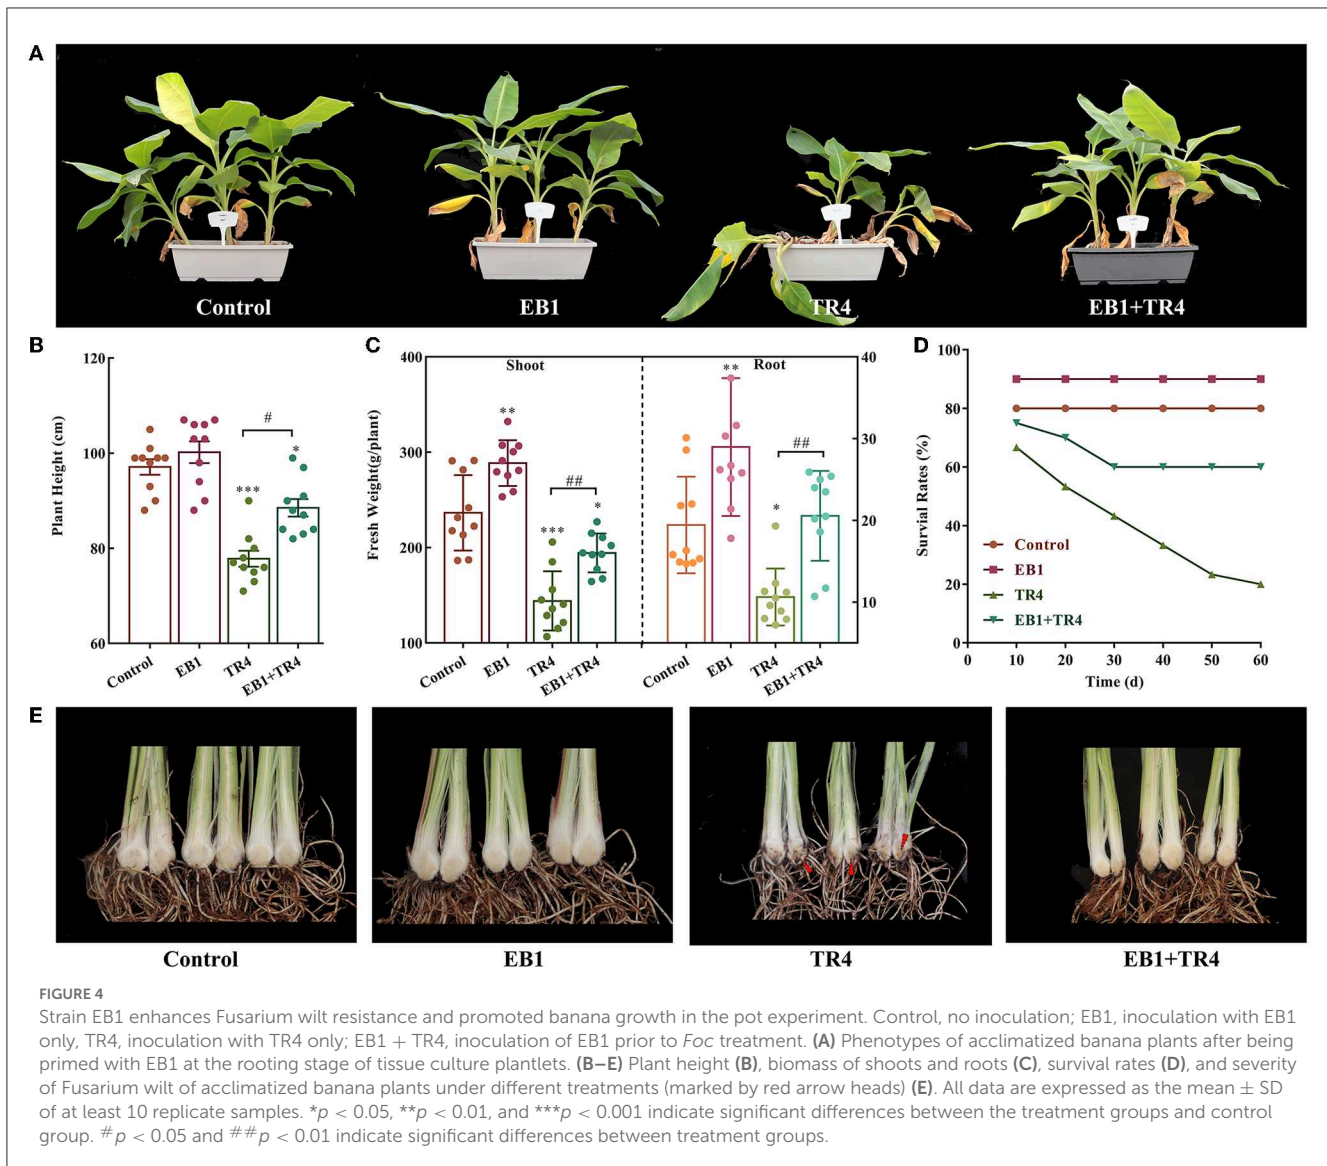 A
Control
EB1
TR4
EB1+TR4
B
120
100
80
60
Plant Height (cm)
#
***
*
Control
EB1
TR4
EB1+TR4
C
400
300
200
100
Fresh Weight(g/plant)
Shoot
Root
**
***
##
*
**
*
##
40
30
20
10
Control
EB1
TR4
EB1+TR4
Control
EB1
TR4
EB1+TR4
D
100
80
60
40
20
0
Survial Rates (%)
Control
EB1
TR4
EB1+TR4
0
10
20
30
40
50
60
Time (d)
E
Control
EB1
TR4
EB1+TR4
FIGURE 4
Strain EB1 enhances Fusarium wilt resistance and promoted banana growth in the pot experiment. Control, no inoculation; EB1, inoculation with EB1
only, TR4, inoculation with TR4 only; EB1 + TR4, inoculation of EB1 prior to Foc treatment. (A) Phenotypes of acclimatized banana plants after being
primed with EB1 at the rooting stage of tissue culture plantlets. (B–E) Plant height (B), biomass of shoots and roots (C), survival rates (D), and severity
of Fusarium wilt of acclimatized banana plants under different treatments (marked by red arrow heads) (E). All data are expressed as the mean ± SD
of at least 10 replicate samples. *p < 0.05, **p < 0.01, and ***p < 0.001 indicate significant differences between the treatment groups and control
group. #p < 0.05 and ##p < 0.01 indicate significant differences between treatment groups.